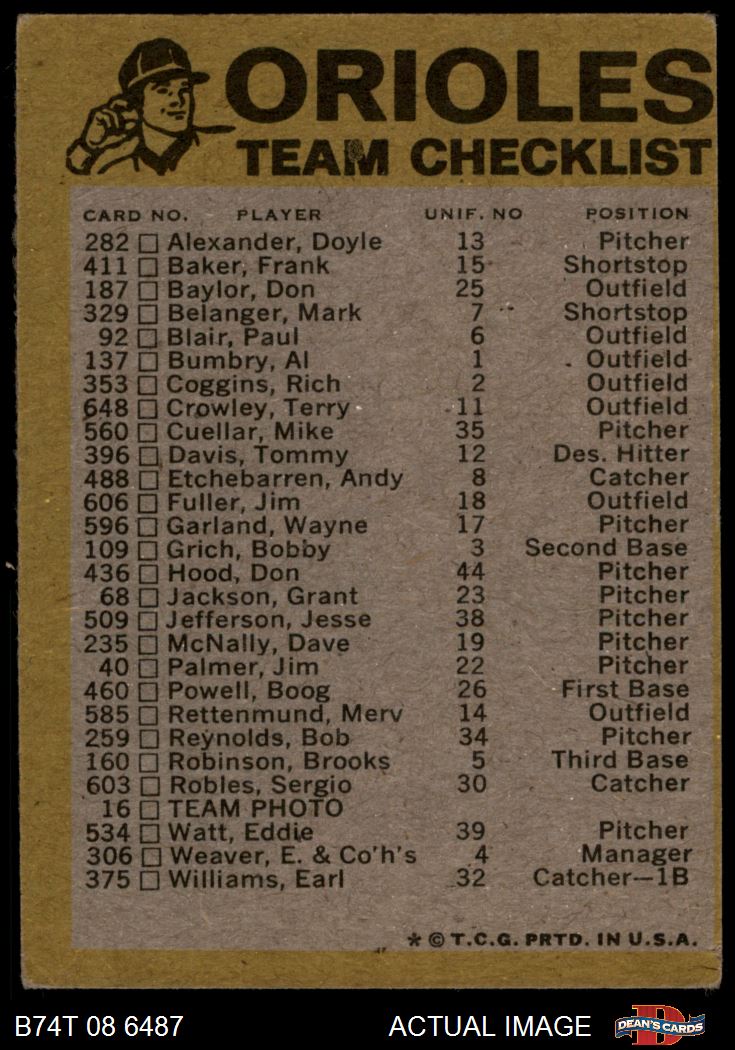 ORIOLES
TEAM CHECKLIST
CARD NO. PLAYER UNIF. NO POSITION
282 □ Alexander, Doyle 13 Pitcher
411 □ Baker, Frank 15 Shortstop
187 □ Baylor, Don 25 Outfield
329 □ Belanger, Mark 7 Shortstop
92 □ Blair, Paul 6 Outfield
137 □ Bumbry, Al 1 Outfield
353 □ Coggins, Rich 2 Outfield
648 □ Crowley, Terry 11 Outfield
560 □ Cuellar, Mike 35 Pitcher
396 □ Davis, Tommy 12 Des. Hitter
488 □ Etchebarren, Andy 8 Catcher
606 □ Fuller, Jim 18 Outfield
596 □ Garland, Wayne 17 Pitcher
109 □ Grich, Bobby 3 Second Base
436 □ Hood, Don 44 Pitcher
68 □ Jackson, Grant 23 Pitcher
509 □ Jefferson, Jesse 38 Pitcher
235 □ McNally, Dave 19 Pitcher
40 □ Palmer, Jim 22 Pitcher
460 □ Powell, Boog 26 First Base
585 □ Rettenmund, Merv 14 Outfield
259 □ Reynolds, Bob 34 Pitcher
160 □ Robinson, Brooks 5 Third Base
603 □ Robles, Sergio 30 Catcher
16 □ TEAM PHOTO
534 □ Watt, Eddie 39 Pitcher
306 □ Weaver, E. & Co'h's 4 Manager
375 □ Williams, Earl 32 Catcher—1B
* © T.C.G. PRTD. IN U.S.A.
B74T 08 6487 ACTUAL IMAGE DEAN'S CARDS